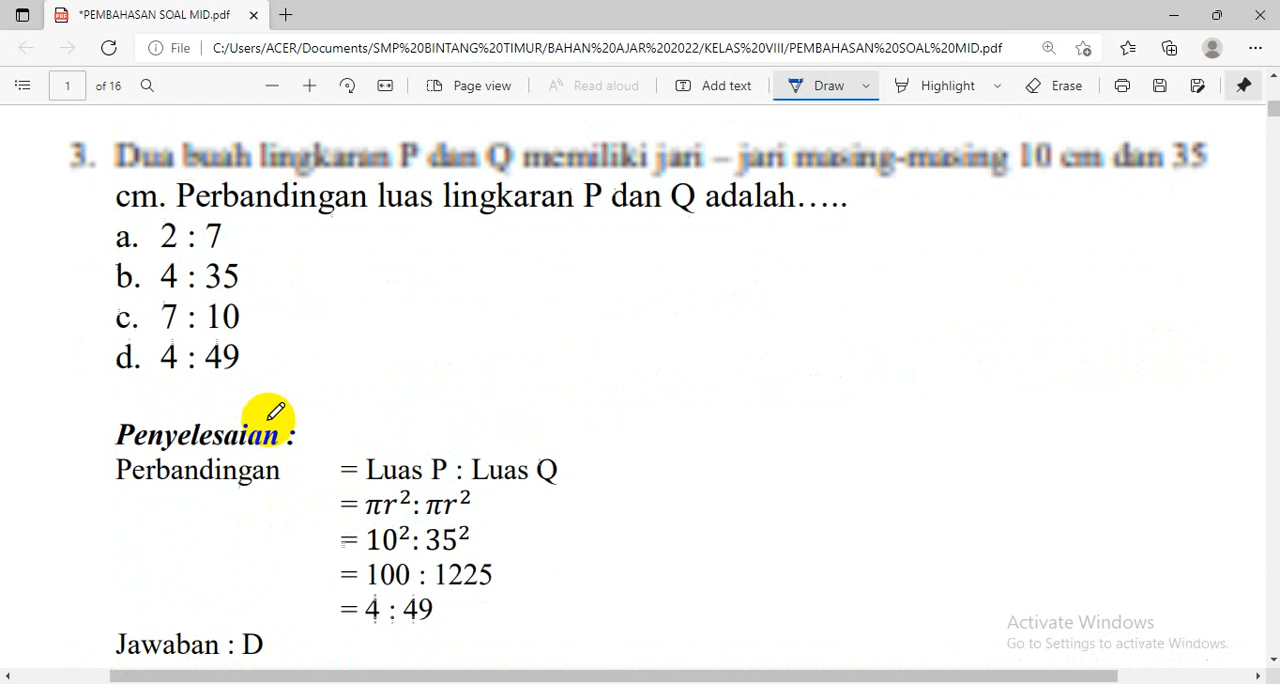 *PEMBAHASAN SOAL MID.pdf
File C:/Users/ACER/Documents/SMP%20BINTANG%20TIMUR/BAHAN%20AJAR%202022/KELAS%20VIII/PEMBAHASAN%20SOAL%20MID.pdf
1 of 16 Page view Read aloud Add text Draw Highlight Erase
3. Dua buah lingkaran P dan Q memiliki jari – jari masing-masing 10 cm dan 35
cm. Perbandingan luas lingkaran P dan Q adalah…..
a. 2 : 7
b. 4 : 35
c. 7 : 10
d. 4 : 49
Penyelesaian :
Perbandingan = Luas P : Luas Q
= πr²: πr²
= 10²: 35²
= 100 : 1225
= 4 : 49
Jawaban : D
Activate Windows
Go to Settings to activate Windows.